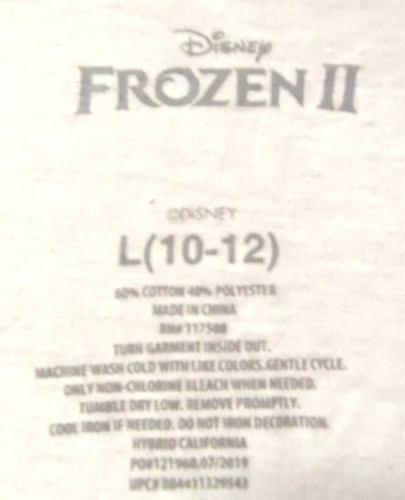 Disney
FROZEN II
©DISNEY
L(10-12)
60% COTTON 40% POLYESTER
MADE IN CHINA
RN# 117508
TURN GARMENT INSIDE OUT.
MACHINE WASH COLD WITH LIKE COLORS. GENTLE CYCLE.
ONLY NON-CHLORINE BLEACH WHEN NEEDED.
TUMBLE DRY LOW. REMOVE PROMPTLY.
COOL IRON IF NEEDED. DO NOT IRON DECORATION.
HYBRID CALIFORNIA
PO#121960,07/2019
UPC# 884411329543